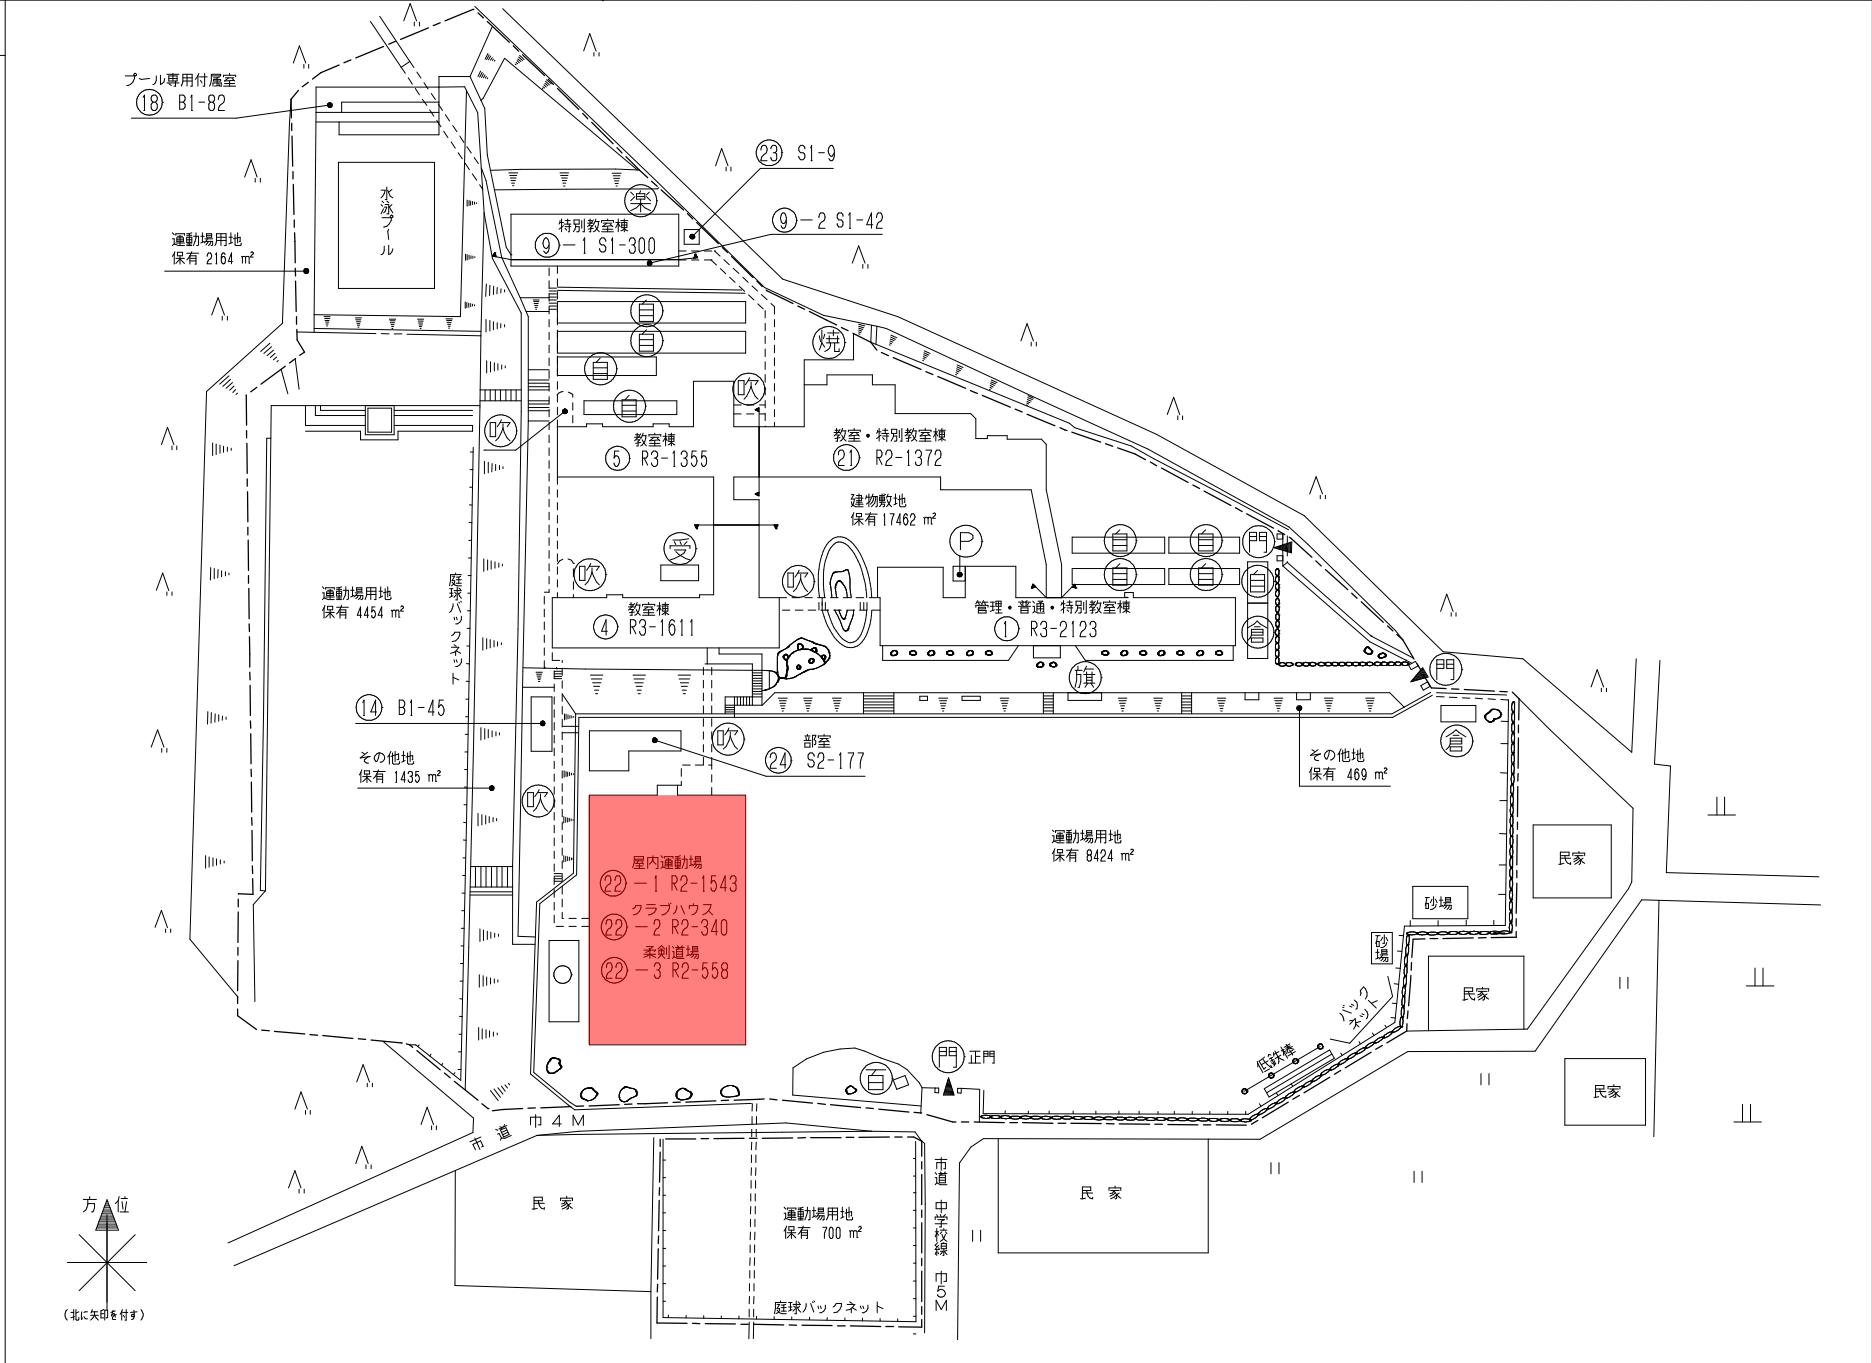 プール専用付属室
⑱ B1-82
水泳プール
運動場用地
保有 2164 ㎡
㉓ S1-9
⑨-2 S1-42
楽
特別教室棟
⑨-1 S1-300
自
自
自
自
焼
吹
吹
教室棟
⑤ R3-1355
教室・特別教室棟
㉑ R2-1372
建物敷地
保有 17462 ㎡
P
受
吹
吹
自
自
門
自
自
自
倉
門
運動場用地
保有 4454 ㎡
庭球バックネット
教室棟
④ R3-1611
管理・普通・特別教室棟
① R3-2123
旗
⑭ B1-45
その他地
保有 1435 ㎡
吹
吹
部室
㉔ S2-177
その他地
保有 469 ㎡
倉
運動場用地
保有 8424 ㎡
屋内運動場
㉒-1 R2-1543
クラブハウス
㉒-2 R2-340
柔剣道場
㉒-3 R2-558
民家
砂場
砂場
民家
バックネット
低鉄棒
民家
門 正門
百
市道 巾4M
民家
運動場用地
保有 700 ㎡
庭球バックネット
市道 中学校線 巾5M
民家
方位
(北に矢印を付す)